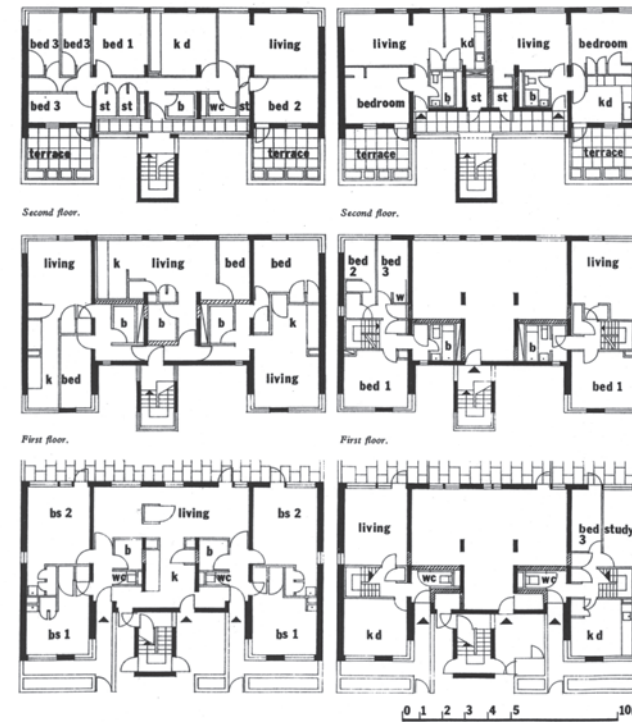 bed 3 bed 3 bed 1 k d living
bed 3 st st b wc st bed 2
terrace terrace
Second floor.
living kd living bedroom
bedroom b st st b kd
terrace terrace
Second floor.
living k living bed bed
b b b k
k bed living
First floor.
bed 2 bed 3 living
w
b b
bed 1 bed 1
First floor.
bs 2 living bs 2
b b
wc k wc
bs 1 bs 1
living bed 3 study
wc wc
kd kd
0 1 2 3 4 5 10